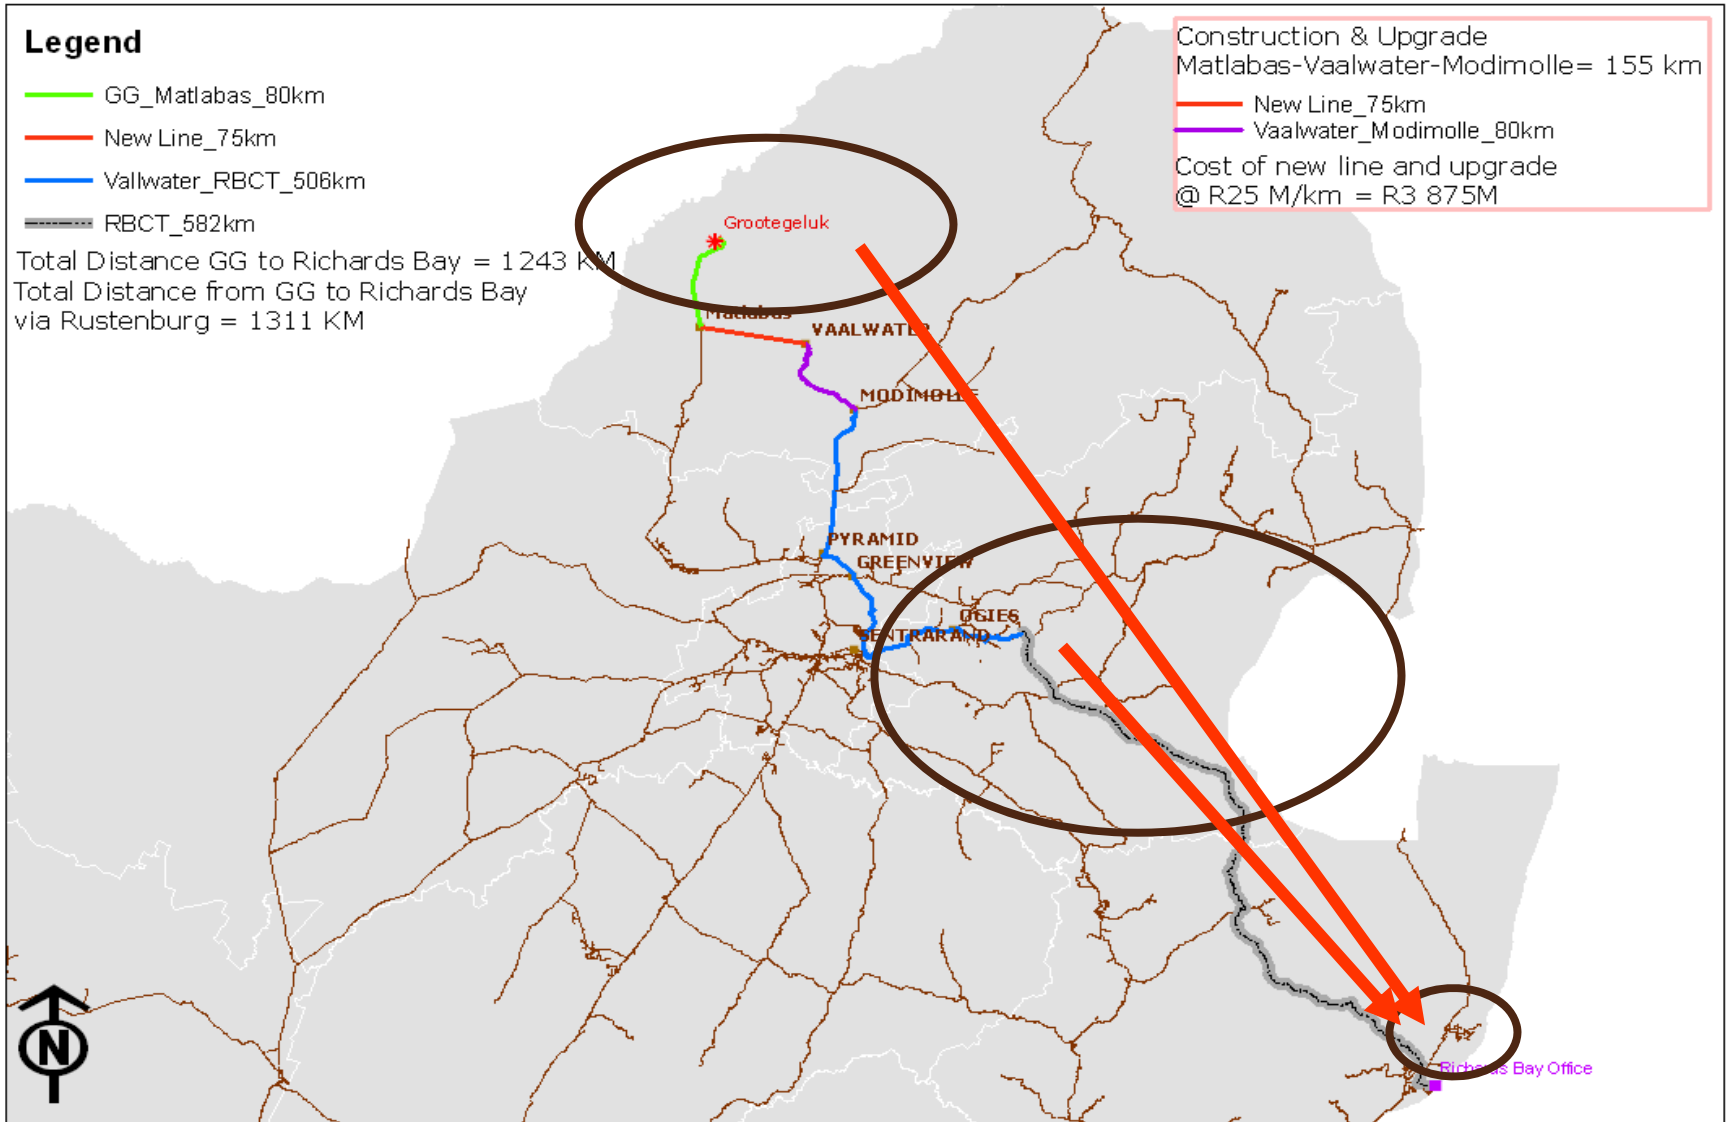 Legend
GG_Matlabas_80km
New Line_75km
Vallwater_RBCT_506km
RBCT_582km
Total Distance GG to Richards Bay = 1243 KM
Total Distance from GG to Richards Bay
via Rustenburg = 1311 KM
Construction & Upgrade
Matlabas-Vaalwater-Modimolle= 155 km
New Line_75km
Vaalwater_Modimolle_80km
Cost of new line and upgrade
@ R25 M/km = R3 875M
Grootegeluk
Matlabas
VAALWATER
MODIMOLLE
PYRAMID
GREENVIEW
OGIES
SENTRARAND
Richards Bay Office
N